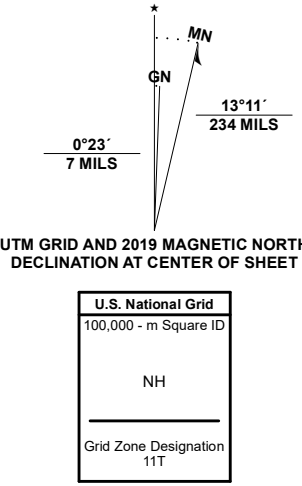 ★
MN
GN
13°11´
234 MILS
0°23´
7 MILS
UTM GRID AND 2019 MAGNETIC NORTH
DECLINATION AT CENTER OF SHEET
U.S. National Grid
100,000 - m Square ID
NH
Grid Zone Designation
11T